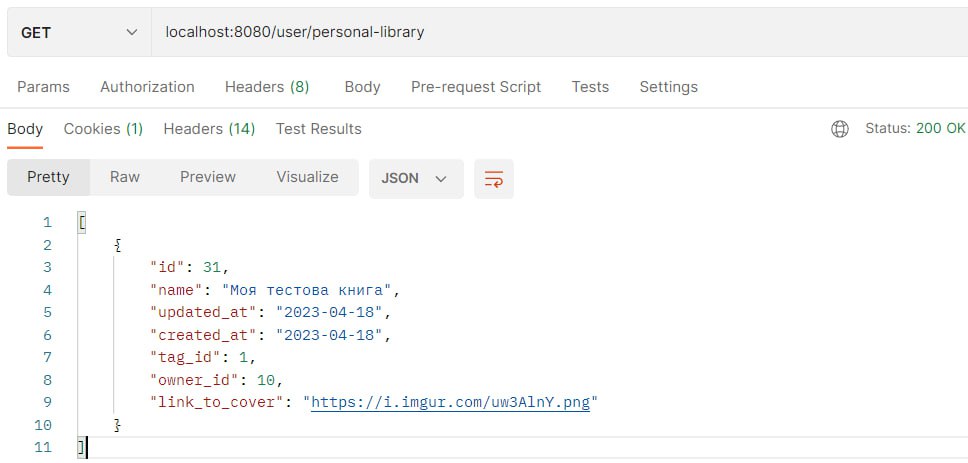 GET localhost:8080/user/personal-library
Params Authorization Headers (8) Body Pre-request Script Tests Settings
Body Cookies (1) Headers (14) Test Results Status: 200 OK
Pretty Raw Preview Visualize JSON
1 [
2 {
3 "id": 31,
4 "name": "Моя тестова книга",
5 "updated_at": "2023-04-18",
6 "created_at": "2023-04-18",
7 "tag_id": 1,
8 "owner_id": 10,
9 "link_to_cover": "https://i.imgur.com/uw3AlnY.png"
10 }
11 ]